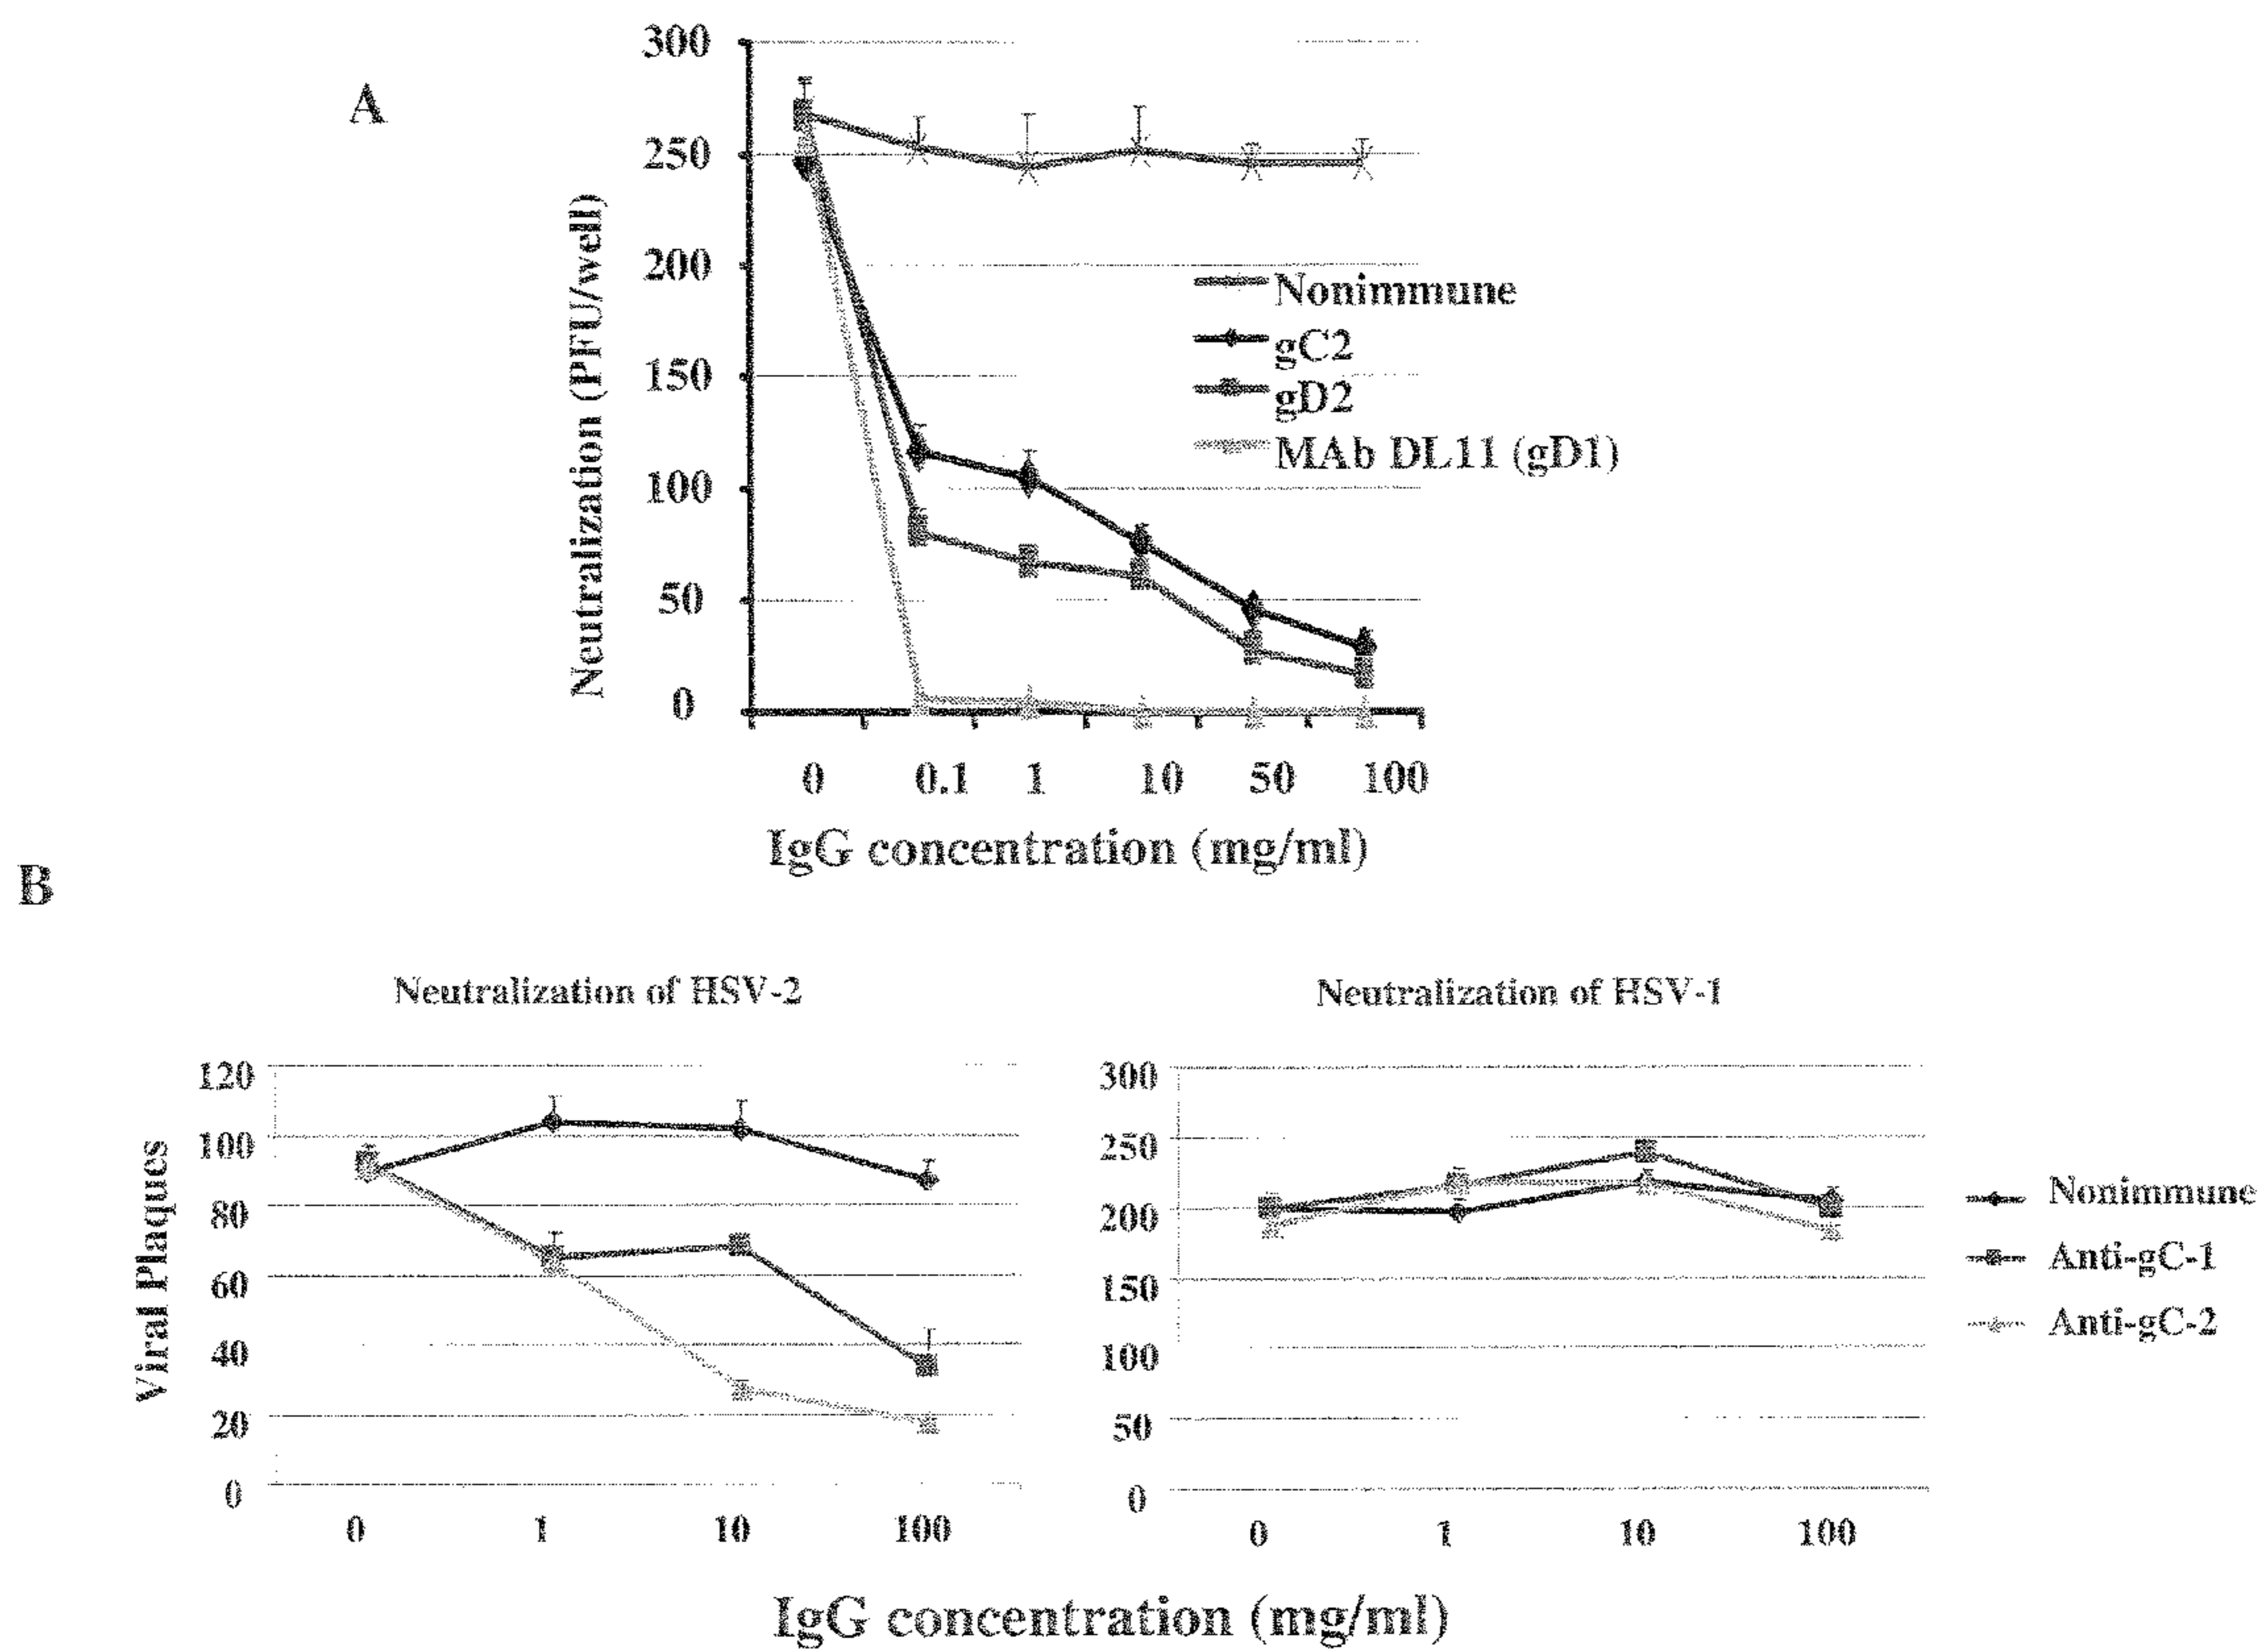 A
300
250
200
150
100
50
0
Neutralization (PFU/well)
Nonimmune
gC2
gD2
MAb DL11 (gD1)
0 0.1 1 10 50 100
IgG concentration (mg/ml)
B
Neutralization of HSV-2
120
100
80
60
40
20
0
Viral Plaques
0 1 10 100
Neutralization of HSV-1
300
250
200
150
100
50
0
0 1 10 100
Nonimmune
Anti-gC-1
Anti-gC-2
IgG concentration (mg/ml)